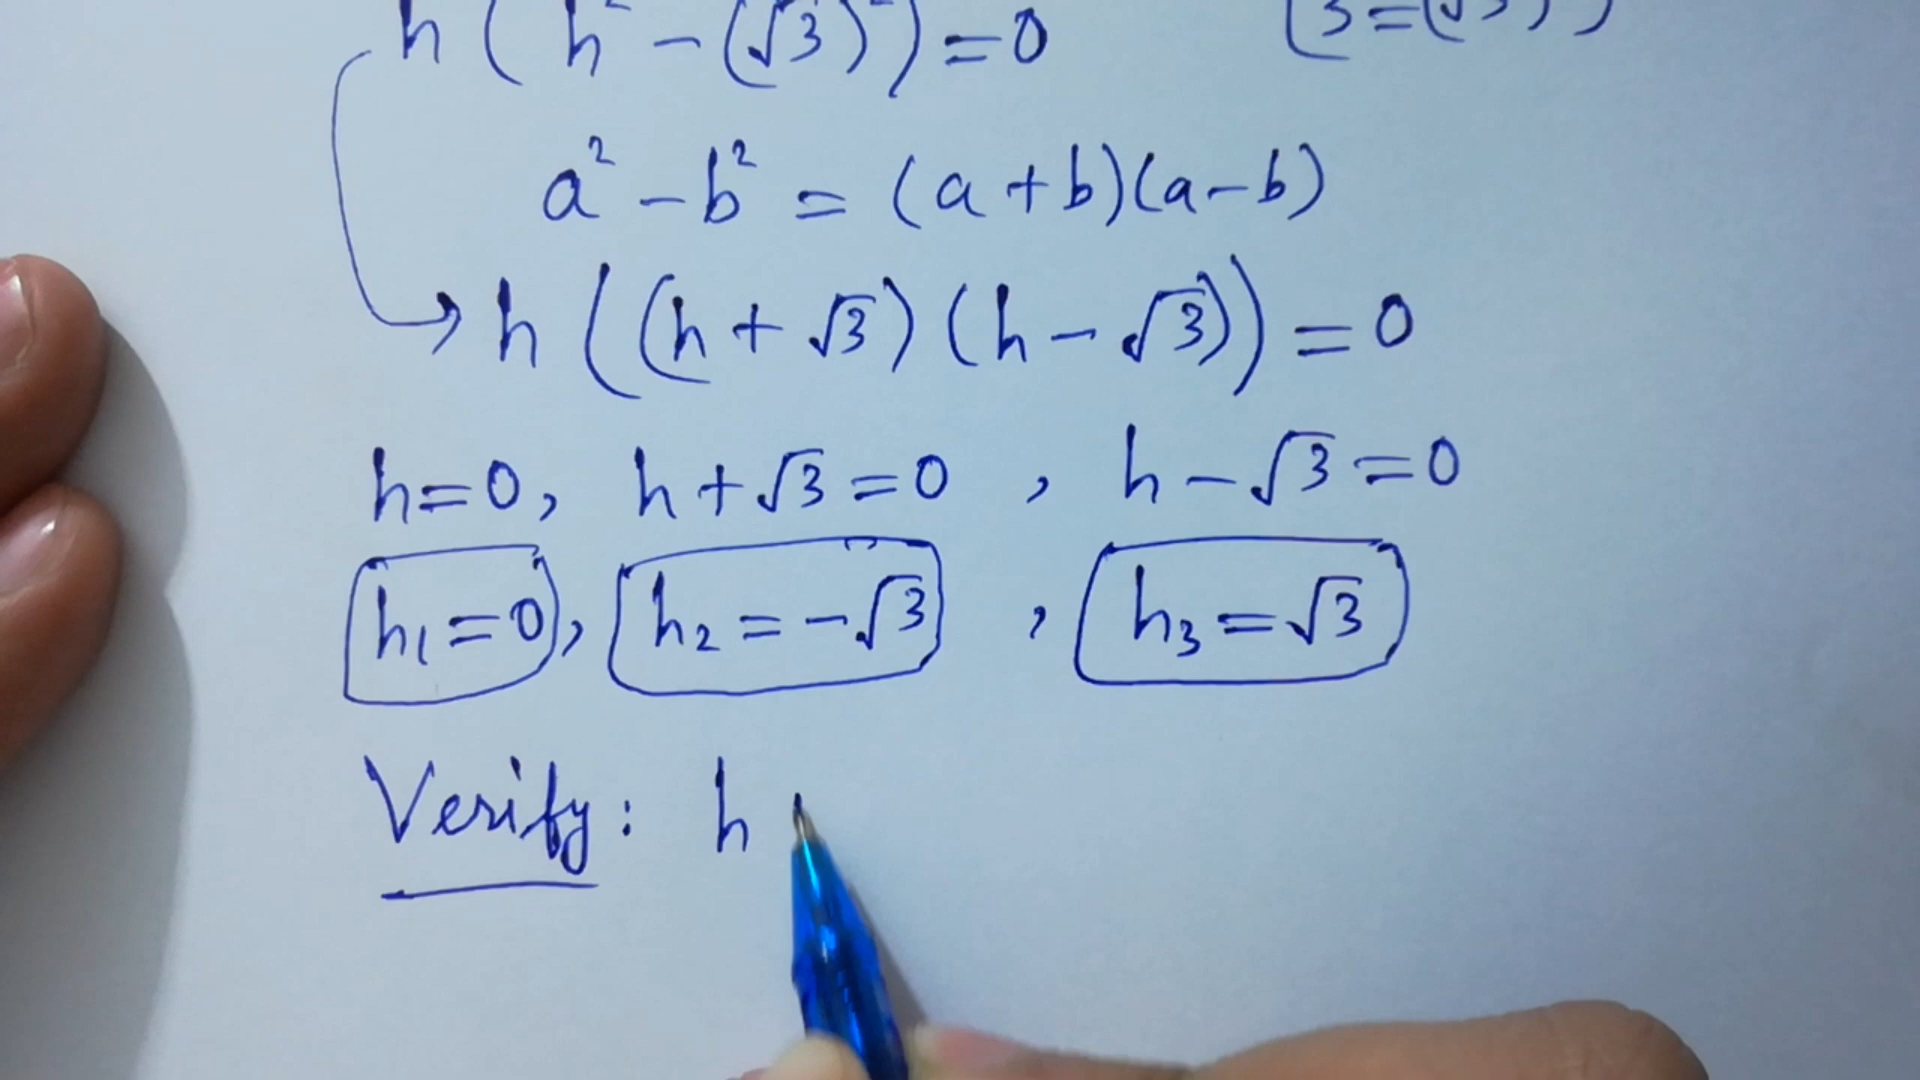 h(h²-(√3)²)=0 (3=(√3)²)
a²-b²=(a+b)(a-b)
h((h+√3)(h-√3))=0
h=0, h+√3=0, h-√3=0
h₁=0, h₂=-√3, h₃=√3
Verify: h